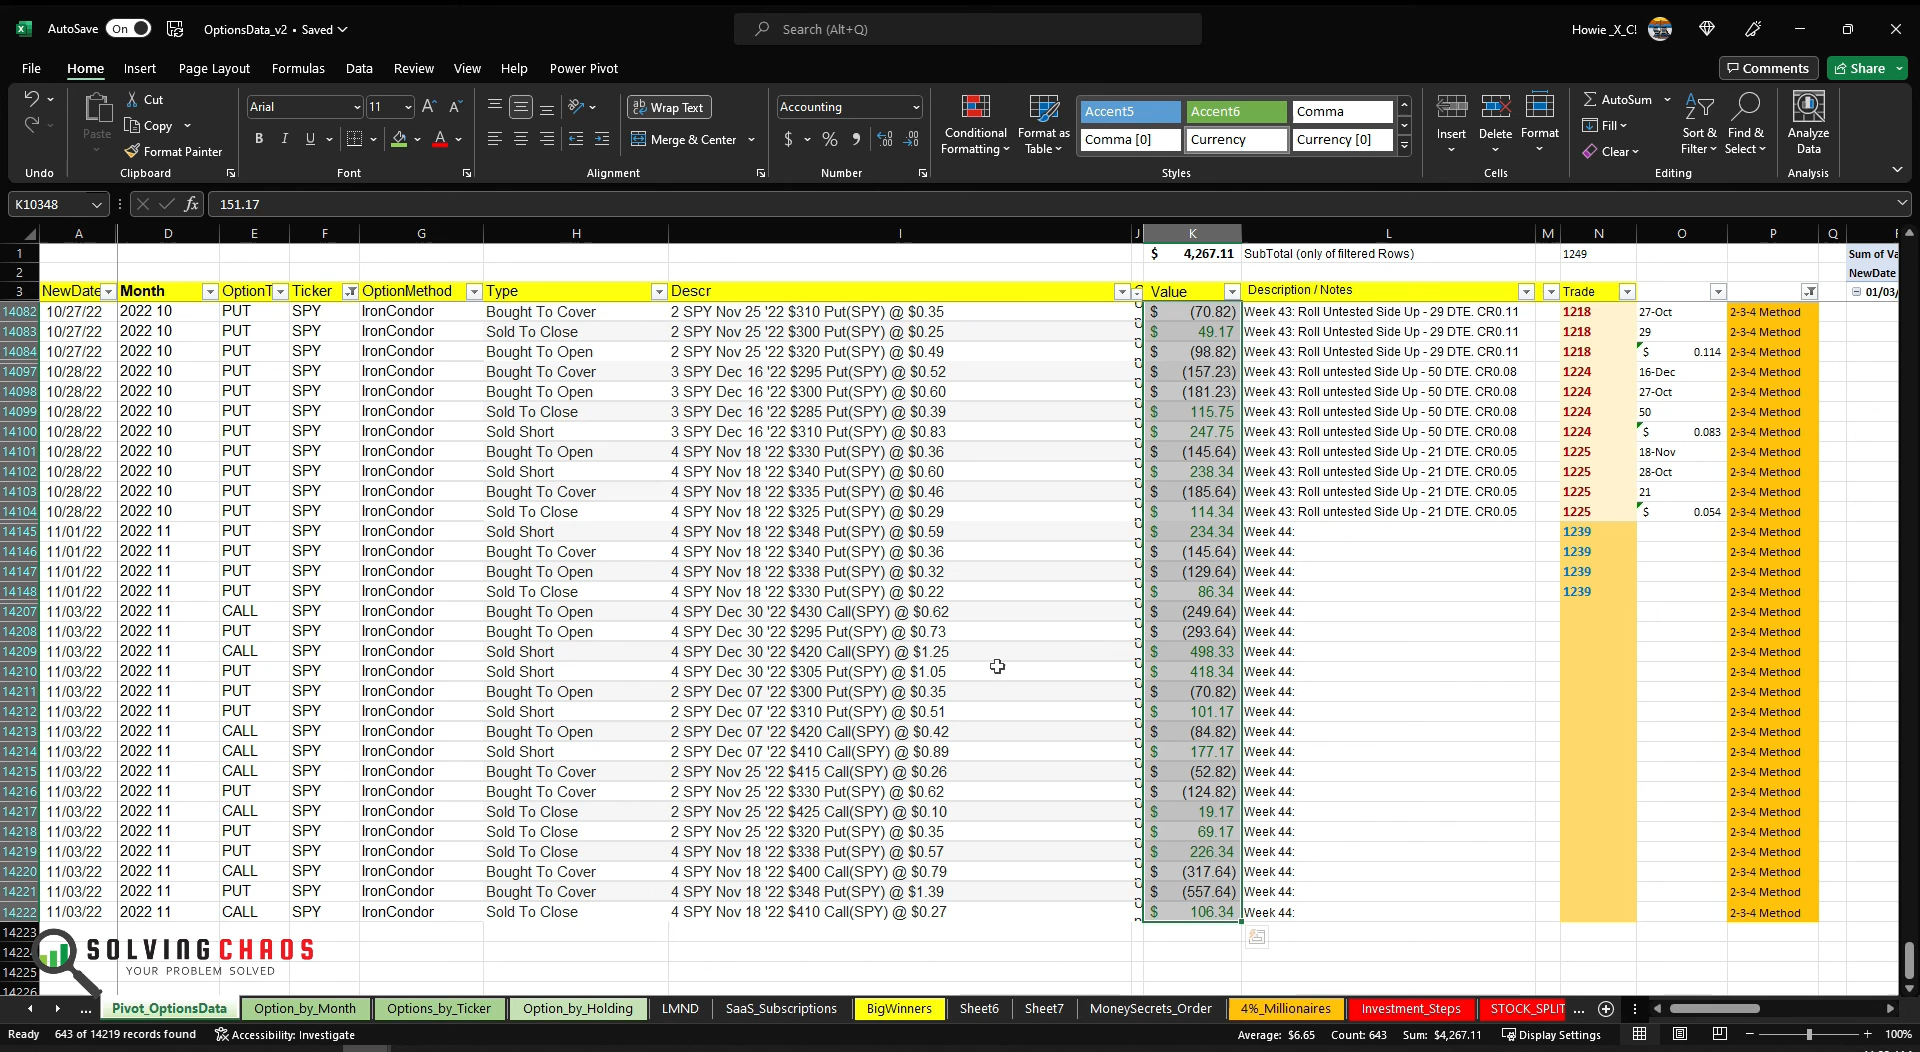 AutoSave On OptionsData_v2 • Saved Search (Alt+Q) Howie _X_C!
File Home Insert Page Layout Formulas Data Review View Help Power Pivot Comments Share
Paste Cut Copy Format Painter
Arial 11 B I U
Wrap Text Merge & Center
Accounting $ %
Conditional Formatting Format as Table
Accent5 Accent6 Comma
Comma [0] Currency Currency [0]
Insert Delete Format
AutoSum Fill Clear Sort & Filter Find & Select Analyze Data
Undo Clipboard Font Alignment Number Styles Cells Editing Analysis
K10348 fx 151.17
A D E F G H I J K L M N O P Q
1 $ 4,267.11 SubTotal (only of filtered Rows) 1249 Sum of Va
2 NewDate
3 NewDate Month OptionT Ticker OptionMethod Type Descr Value Description / Notes Trade 01/03/
14082 10/27/22 2022 10 PUT SPY IronCondor Bought To Cover 2 SPY Nov 25 '22 $310 Put(SPY) @ $0.35 $ (70.82) Week 43: Roll Untested Side Up - 29 DTE. CR0.11 1218 27-Oct 2-3-4 Method
14083 10/27/22 2022 10 PUT SPY IronCondor Sold To Close 2 SPY Nov 25 '22 $300 Put(SPY) @ $0.25 $ 49.17 Week 43: Roll Untested Side Up - 29 DTE. CR0.11 1218 29 2-3-4 Method
14084 10/27/22 2022 10 PUT SPY IronCondor Bought To Open 2 SPY Nov 25 '22 $320 Put(SPY) @ $0.49 $ (98.82) Week 43: Roll Untested Side Up - 29 DTE. CR0.11 1218 $ 0.114 2-3-4 Method
14097 10/28/22 2022 10 PUT SPY IronCondor Bought To Cover 3 SPY Dec 16 '22 $295 Put(SPY) @ $0.52 $ (157.23) Week 43: Roll untested Side Up - 50 DTE. CR0.08 1224 16-Dec 2-3-4 Method
14098 10/28/22 2022 10 PUT SPY IronCondor Bought To Open 3 SPY Dec 16 '22 $300 Put(SPY) @ $0.60 $ (181.23) Week 43: Roll untested Side Up - 50 DTE. CR0.08 1224 27-Oct 2-3-4 Method
14099 10/28/22 2022 10 PUT SPY IronCondor Sold To Close 3 SPY Dec 16 '22 $285 Put(SPY) @ $0.39 $ 115.75 Week 43: Roll untested Side Up - 50 DTE. CR0.08 1224 50 2-3-4 Method
14100 10/28/22 2022 10 PUT SPY IronCondor Sold Short 3 SPY Dec 16 '22 $310 Put(SPY) @ $0.83 $ 247.75 Week 43: Roll untested Side Up - 50 DTE. CR0.08 1224 $ 0.083 2-3-4 Method
14101 10/28/22 2022 10 PUT SPY IronCondor Bought To Open 4 SPY Nov 18 '22 $330 Put(SPY) @ $0.36 $ (145.64) Week 43: Roll untested Side Up - 21 DTE. CR0.05 1225 18-Nov 2-3-4 Method
14102 10/28/22 2022 10 PUT SPY IronCondor Sold Short 4 SPY Nov 18 '22 $340 Put(SPY) @ $0.60 $ 238.34 Week 43: Roll untested Side Up - 21 DTE. CR0.05 1225 28-Oct 2-3-4 Method
14103 10/28/22 2022 10 PUT SPY IronCondor Bought To Cover 4 SPY Nov 18 '22 $335 Put(SPY) @ $0.46 $ (185.64) Week 43: Roll untested Side Up - 21 DTE. CR0.05 1225 21 2-3-4 Method
14104 10/28/22 2022 10 PUT SPY IronCondor Sold To Close 4 SPY Nov 18 '22 $325 Put(SPY) @ $0.29 $ 114.34 Week 43: Roll untested Side Up - 21 DTE. CR0.05 1225 $ 0.054 2-3-4 Method
14145 11/01/22 2022 11 PUT SPY IronCondor Sold Short 4 SPY Nov 18 '22 $348 Put(SPY) @ $0.59 $ 234.34 Week 44: 1239 2-3-4 Method
14146 11/01/22 2022 11 PUT SPY IronCondor Bought To Cover 4 SPY Nov 18 '22 $340 Put(SPY) @ $0.36 $ (145.64) Week 44: 1239 2-3-4 Method
14147 11/01/22 2022 11 PUT SPY IronCondor Bought To Open 4 SPY Nov 18 '22 $338 Put(SPY) @ $0.32 $ (129.64) Week 44: 1239 2-3-4 Method
14148 11/01/22 2022 11 PUT SPY IronCondor Sold To Close 4 SPY Nov 18 '22 $330 Put(SPY) @ $0.22 $ 86.34 Week 44: 1239 2-3-4 Method
14207 11/03/22 2022 11 CALL SPY IronCondor Bought To Open 4 SPY Dec 30 '22 $430 Call(SPY) @ $0.62 $ (249.64) Week 44: 2-3-4 Method
14208 11/03/22 2022 11 PUT SPY IronCondor Bought To Open 4 SPY Dec 30 '22 $295 Put(SPY) @ $0.73 $ (293.64) Week 44: 2-3-4 Method
14209 11/03/22 2022 11 CALL SPY IronCondor Sold Short 4 SPY Dec 30 '22 $420 Call(SPY) @ $1.25 $ 498.33 Week 44: 2-3-4 Method
14210 11/03/22 2022 11 PUT SPY IronCondor Sold Short 4 SPY Dec 30 '22 $305 Put(SPY) @ $1.05 $ 418.34 Week 44: 2-3-4 Method
14211 11/03/22 2022 11 PUT SPY IronCondor Bought To Open 2 SPY Dec 07 '22 $300 Put(SPY) @ $0.35 $ (70.82) Week 44: 2-3-4 Method
14212 11/03/22 2022 11 PUT SPY IronCondor Sold Short 2 SPY Dec 07 '22 $310 Put(SPY) @ $0.51 $ 101.17 Week 44: 2-3-4 Method
14213 11/03/22 2022 11 CALL SPY IronCondor Bought To Open 2 SPY Dec 07 '22 $420 Call(SPY) @ $0.42 $ (84.82) Week 44: 2-3-4 Method
14214 11/03/22 2022 11 CALL SPY IronCondor Sold Short 2 SPY Dec 07 '22 $410 Call(SPY) @ $0.89 $ 177.17 Week 44: 2-3-4 Method
14215 11/03/22 2022 11 CALL SPY IronCondor Bought To Cover 2 SPY Nov 25 '22 $415 Call(SPY) @ $0.26 $ (52.82) Week 44: 2-3-4 Method
14216 11/03/22 2022 11 PUT SPY IronCondor Bought To Cover 2 SPY Nov 25 '22 $330 Put(SPY) @ $0.62 $ (124.82) Week 44: 2-3-4 Method
14217 11/03/22 2022 11 CALL SPY IronCondor Sold To Close 2 SPY Nov 25 '22 $425 Call(SPY) @ $0.10 $ 19.17 Week 44: 2-3-4 Method
14218 11/03/22 2022 11 PUT SPY IronCondor Sold To Close 2 SPY Nov 25 '22 $320 Put(SPY) @ $0.35 $ 69.17 Week 44: 2-3-4 Method
14219 11/03/22 2022 11 PUT SPY IronCondor Sold To Close 4 SPY Nov 18 '22 $338 Put(SPY) @ $0.57 $ 226.34 Week 44: 2-3-4 Method
14220 11/03/22 2022 11 CALL SPY IronCondor Bought To Cover 4 SPY Nov 18 '22 $400 Call(SPY) @ $0.79 $ (317.64) Week 44: 2-3-4 Method
14221 11/03/22 2022 11 PUT SPY IronCondor Bought To Cover 4 SPY Nov 18 '22 $348 Put(SPY) @ $1.39 $ (557.64) Week 44: 2-3-4 Method
14222 11/03/22 2022 11 CALL SPY IronCondor Sold To Close 4 SPY Nov 18 '22 $410 Call(SPY) @ $0.27 $ 106.34 Week 44: 2-3-4 Method
14223
SOLVINGCHAOS
YOUR PROBLEM SOLVED
14225
14226
... Pivot_OptionsData Option_by_Month Options_by_Ticker Option_by_Holding LMND SaaS_Subscriptions BigWinners Sheet6 Sheet7 MoneySecrets_Order 4%_Millionaires Investment_Steps STOCK_SPLIT ...
Ready 643 of 14219 records found Accessibility: Investigate Average: $6.65 Count: 643 Sum: $4,267.11 Display Settings 100%